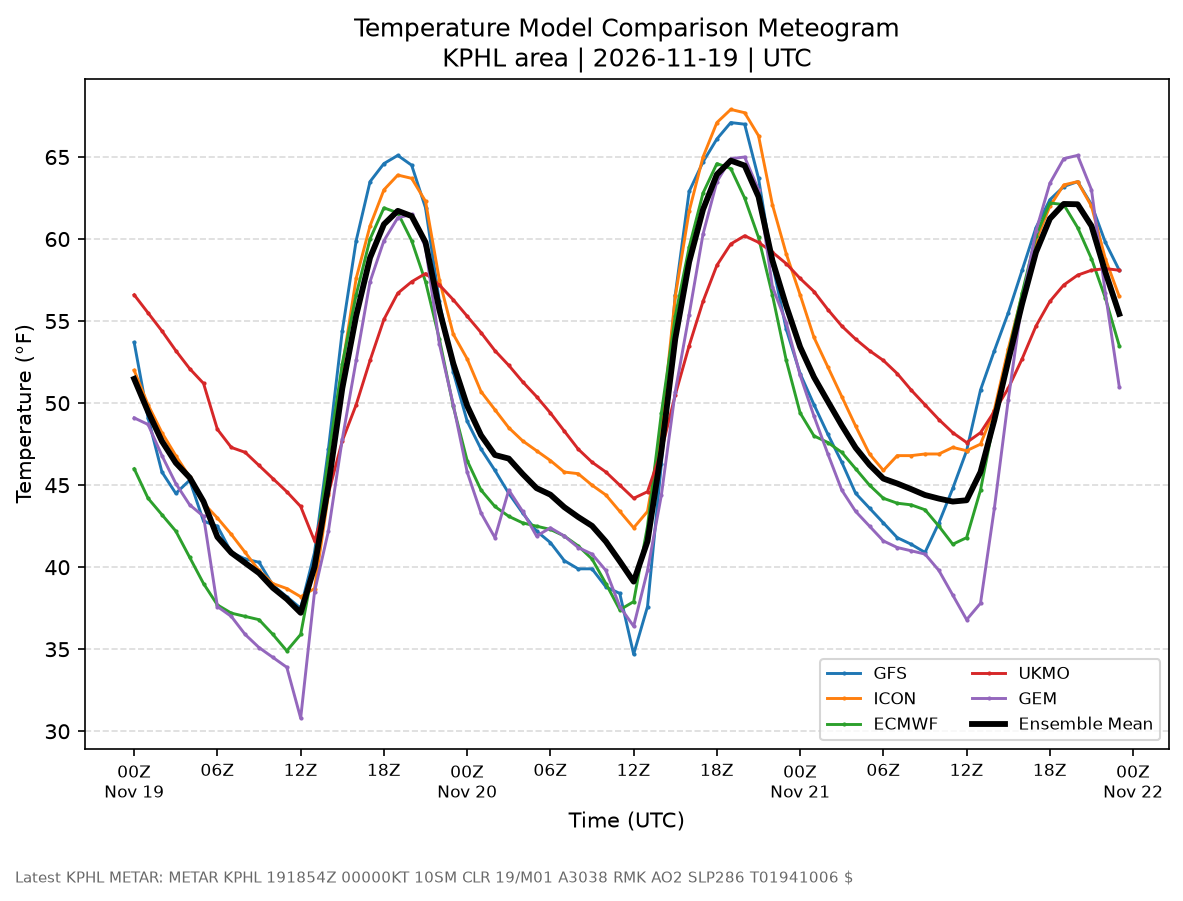 Temperature Model Comparison Meteogram
KPHL area | 2026-11-19 | UTC
Temperature (°F)
65
60
55
50
45
40
35
30
00Z
Nov 19
06Z
12Z
18Z
00Z
Nov 20
06Z
12Z
18Z
00Z
Nov 21
06Z
12Z
18Z
00Z
Nov 22
Time (UTC)
GFS
ICON
ECMWF
UKMO
GEM
Ensemble Mean
Latest KPHL METAR: METAR KPHL 191854Z 00000KT 10SM CLR 19/M01 A3038 RMK AO2 SLP286 T01941006 $